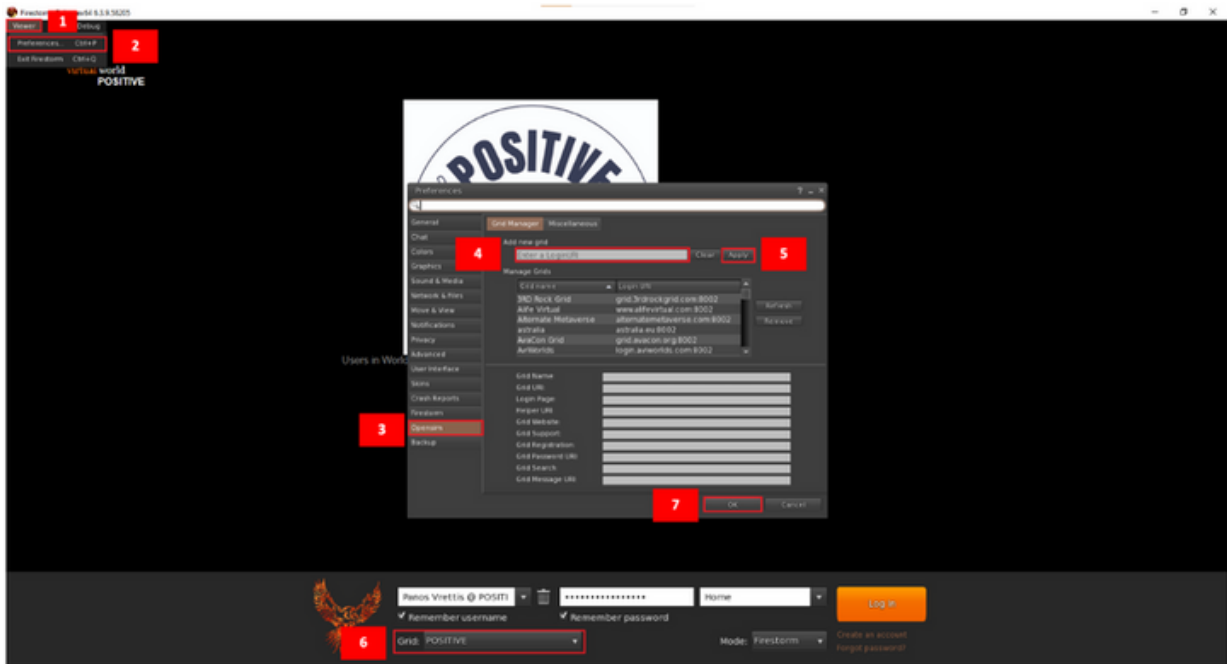 Viewer 1 Debug
Preferences... Ctrl+P 2
Exit Firestorm Ctrl+Q
virtual world
POSITIVE
POSITIVE
Preferences ? _ ×
General
Grid Manager Miscellaneous
Chat
Colors
Add new grid
4 Enter a LoginURI Clear Apply 5
Graphics
Manage Grids
Sound & Media
Grid name Login URI
Network & Files
3RD Rock Grid grid.3rdrockgrid.com:8002
Refresh
Move & View
Alife Virtual www.alifevirtual.com:8002
Notifications
Alternate Metaverse alternatemetaverse.com:8002
Remove
astralia astralia.eu:8002
Privacy
AvaCon Grid grid.avacon.org:8002
Advanced
AvWorlds login.avworlds.com:8002
Users in World
User Interface
Skins
Grid Name
Grid URI
Crash Reports
Login Page
Helper URI
Firestorm
Grid Website
3 Opensim
Grid Support
Backup
Grid Registration
Grid Password URI
Grid Search
Grid Message URI
7 OK Cancel
Panos Vrettis @ POSITI Home Log in
Remember username Remember password
6 Grid: POSITIVE Mode: Firestorm
Create an account
Forgot password?